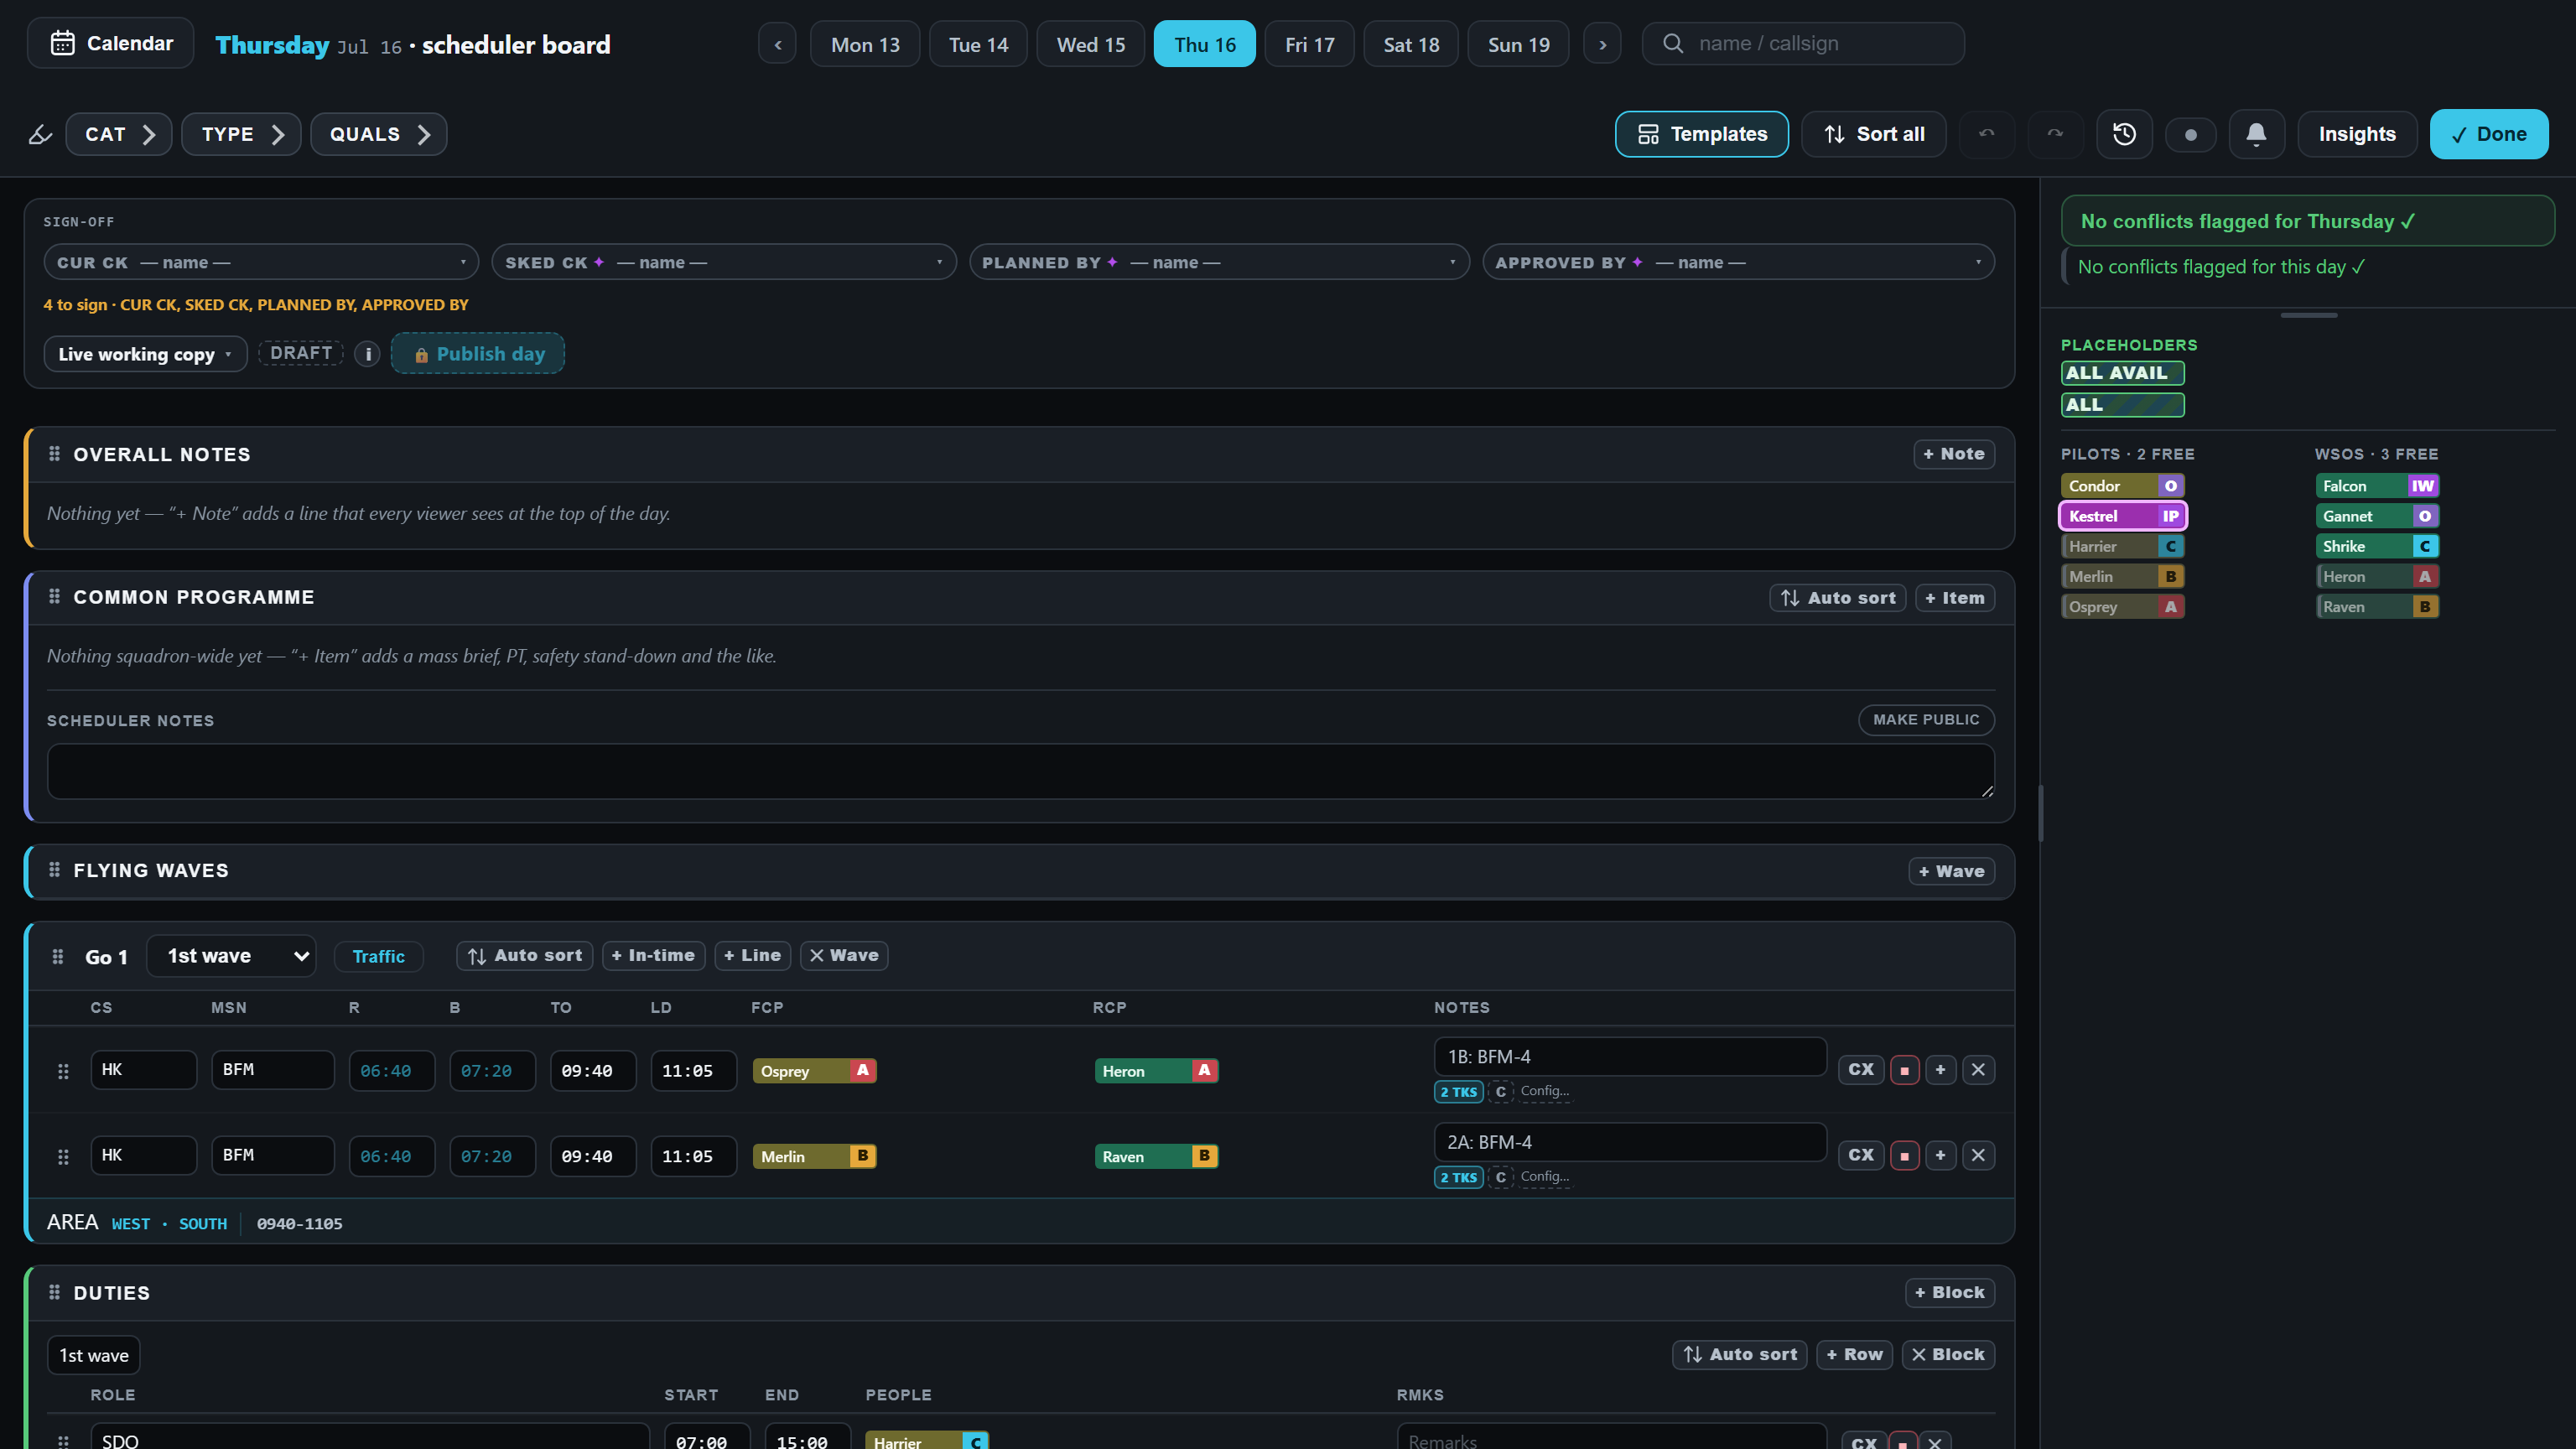 Calendar Thursday Jul 16 · scheduler board ‹ Mon 13 Tue 14 Wed 15 Thu 16 Fri 17 Sat 18 Sun 19 › name / callsign
CAT TYPE QUALS Templates Sort all Insights ✓ Done
SIGN-OFF
CUR CK — name — SKED CK ✦ — name — PLANNED BY ✦ — name — APPROVED BY ✦ — name —
4 to sign · CUR CK, SKED CK, PLANNED BY, APPROVED BY
Live working copy DRAFT i Publish day
OVERALL NOTES + Note
Nothing yet — “+ Note” adds a line that every viewer sees at the top of the day.
COMMON PROGRAMME Auto sort + Item
Nothing squadron-wide yet — “+ Item” adds a mass brief, PT, safety stand-down and the like.
SCHEDULER NOTES MAKE PUBLIC
FLYING WAVES + Wave
Go 1 1st wave Traffic Auto sort + In-time + Line ✕ Wave
CS MSN R B TO LD FCP RCP NOTES
HK BFM 06:40 07:20 09:40 11:05 Osprey A Heron A 1B: BFM-4 CX + ✕
2 TKS C Config...
HK BFM 06:40 07:20 09:40 11:05 Merlin B Raven B 2A: BFM-4 CX + ✕
2 TKS C Config...
AREA WEST · SOUTH 0940-1105
DUTIES + Block
1st wave Auto sort + Row ✕ Block
ROLE START END PEOPLE RMKS
SDO 07:00 15:00 Harrier C Remarks CX ✕
No conflicts flagged for Thursday ✓
No conflicts flagged for this day ✓
PLACEHOLDERS
ALL AVAIL
ALL
PILOTS · 2 FREE WSOS · 3 FREE
Condor O Falcon IW
Kestrel IP Gannet O
Harrier C Shrike C
Merlin B Heron A
Osprey A Raven B